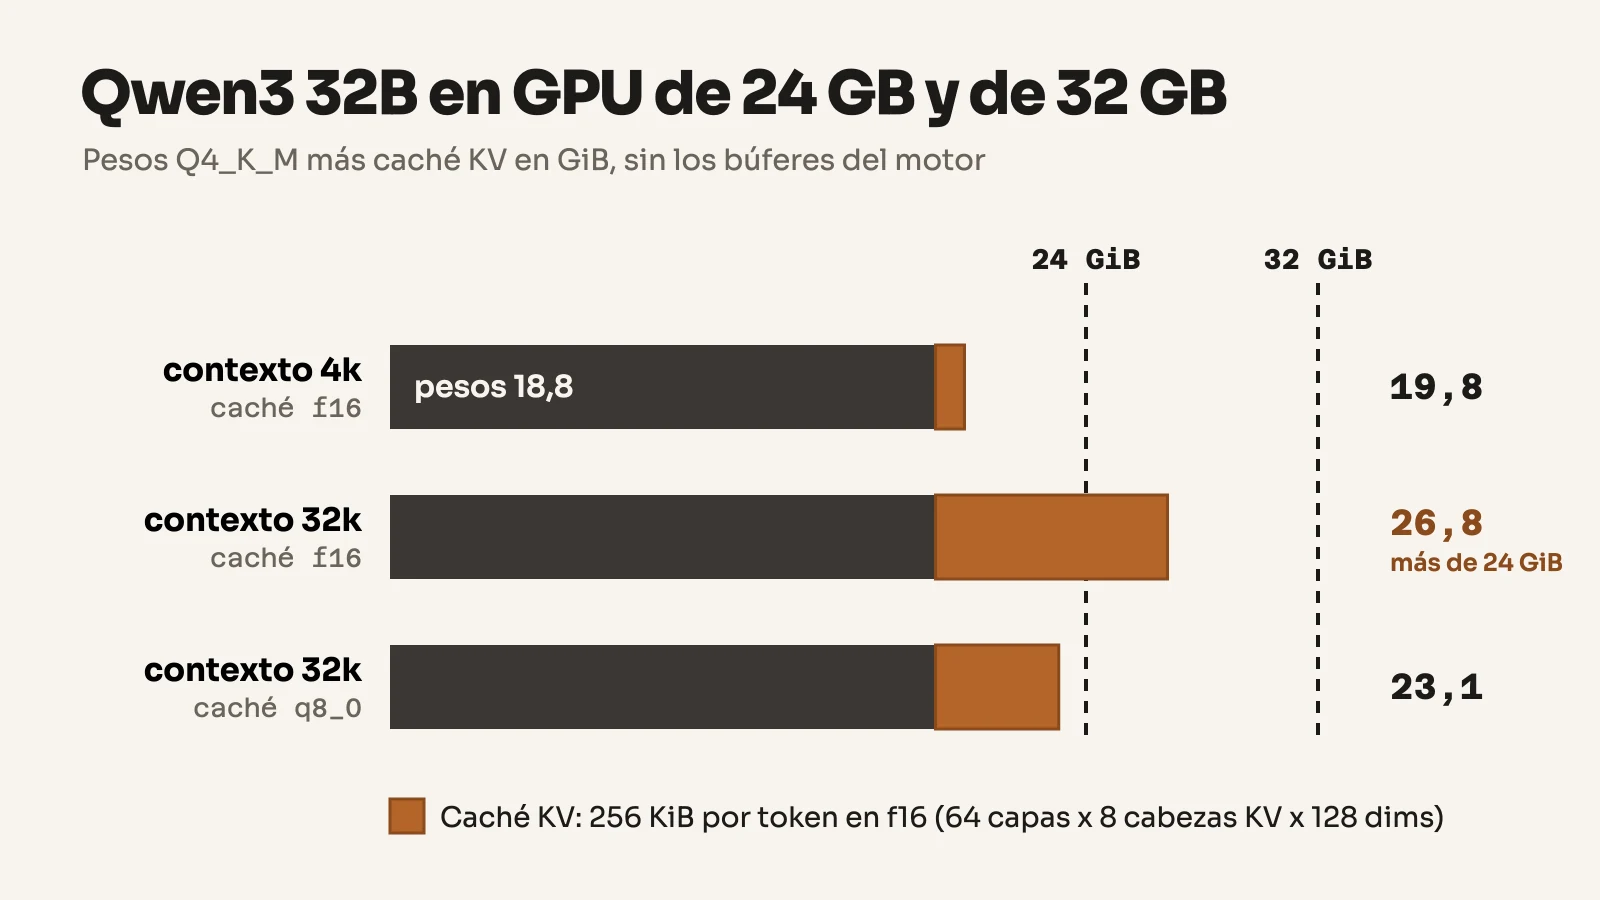 Qwen3 32B en GPU de 24 GB y de 32 GB
Pesos Q4_K_M más caché KV en GiB, sin los búferes del motor
24 GiB
32 GiB
contexto 4k
caché f16
pesos 18,8
19,8
contexto 32k
caché f16
26,8
más de 24 GiB
contexto 32k
caché q8_0
23,1
Caché KV: 256 KiB por token en f16 (64 capas x 8 cabezas KV x 128 dims)